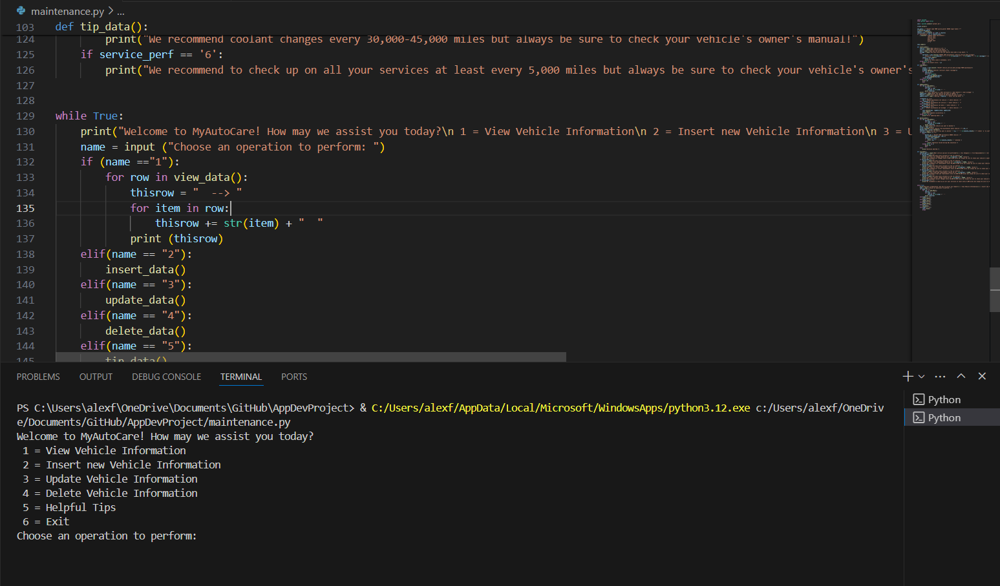 maintenance.py > ...
103 def tip_data():
124 print("We recommend coolant changes every 30,000-45,000 miles but always be sure to check your vehicle's owner's manual!")
125 if service_perf == '6':
126 print("We recommend to check up on all your services at least every 5,000 miles but always be sure to check your vehicle's owner's
127
128
129 while True:
130 print("Welcome to MyAutoCare! How may we assist you today?\n 1 = View Vehicle Information\n 2 = Insert new Vehicle Information\n 3 = U
131 name = input ("Choose an operation to perform: ")
132 if (name =="1"):
133 for row in view_data():
134 thisrow = "  --> "
135 for item in row:
136 thisrow += str(item) + "  "
137 print (thisrow)
138 elif(name == "2"):
139 insert_data()
140 elif(name == "3"):
141 update_data()
142 elif(name == "4"):
143 delete_data()
144 elif(name == "5"):
145 tip_data()
PROBLEMS OUTPUT DEBUG CONSOLE TERMINAL PORTS
PS C:\Users\alexf\OneDrive\Documents\GitHub\AppDevProject> & C:/Users/alexf/AppData/Local/Microsoft/WindowsApps/python3.12.exe c:/Users/alexf/OneDriv
e/Documents/GitHub/AppDevProject/maintenance.py
Welcome to MyAutoCare! How may we assist you today?
1 = View Vehicle Information
2 = Insert new Vehicle Information
3 = Update Vehicle Information
4 = Delete Vehicle Information
5 = Helpful Tips
6 = Exit
Choose an operation to perform:
Python
Python